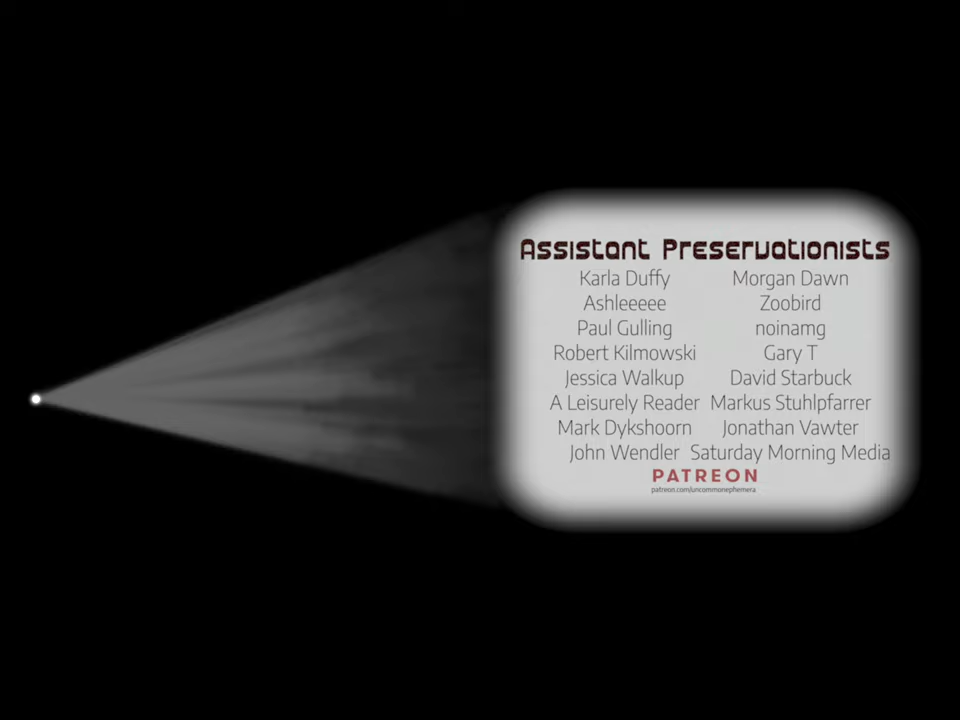 Assistant Preservationists
Karla Duffy Morgan Dawn
Ashleeeee Zoobird
Paul Gulling noinamg
Robert Kilmowski Gary T
Jessica Walkup David Starbuck
A Leisurely Reader Markus Stuhlpfarrer
Mark Dykshoorn Jonathan Vawter
John Wendler Saturday Morning Media
PATREON
patreon.com/uncommonephemera